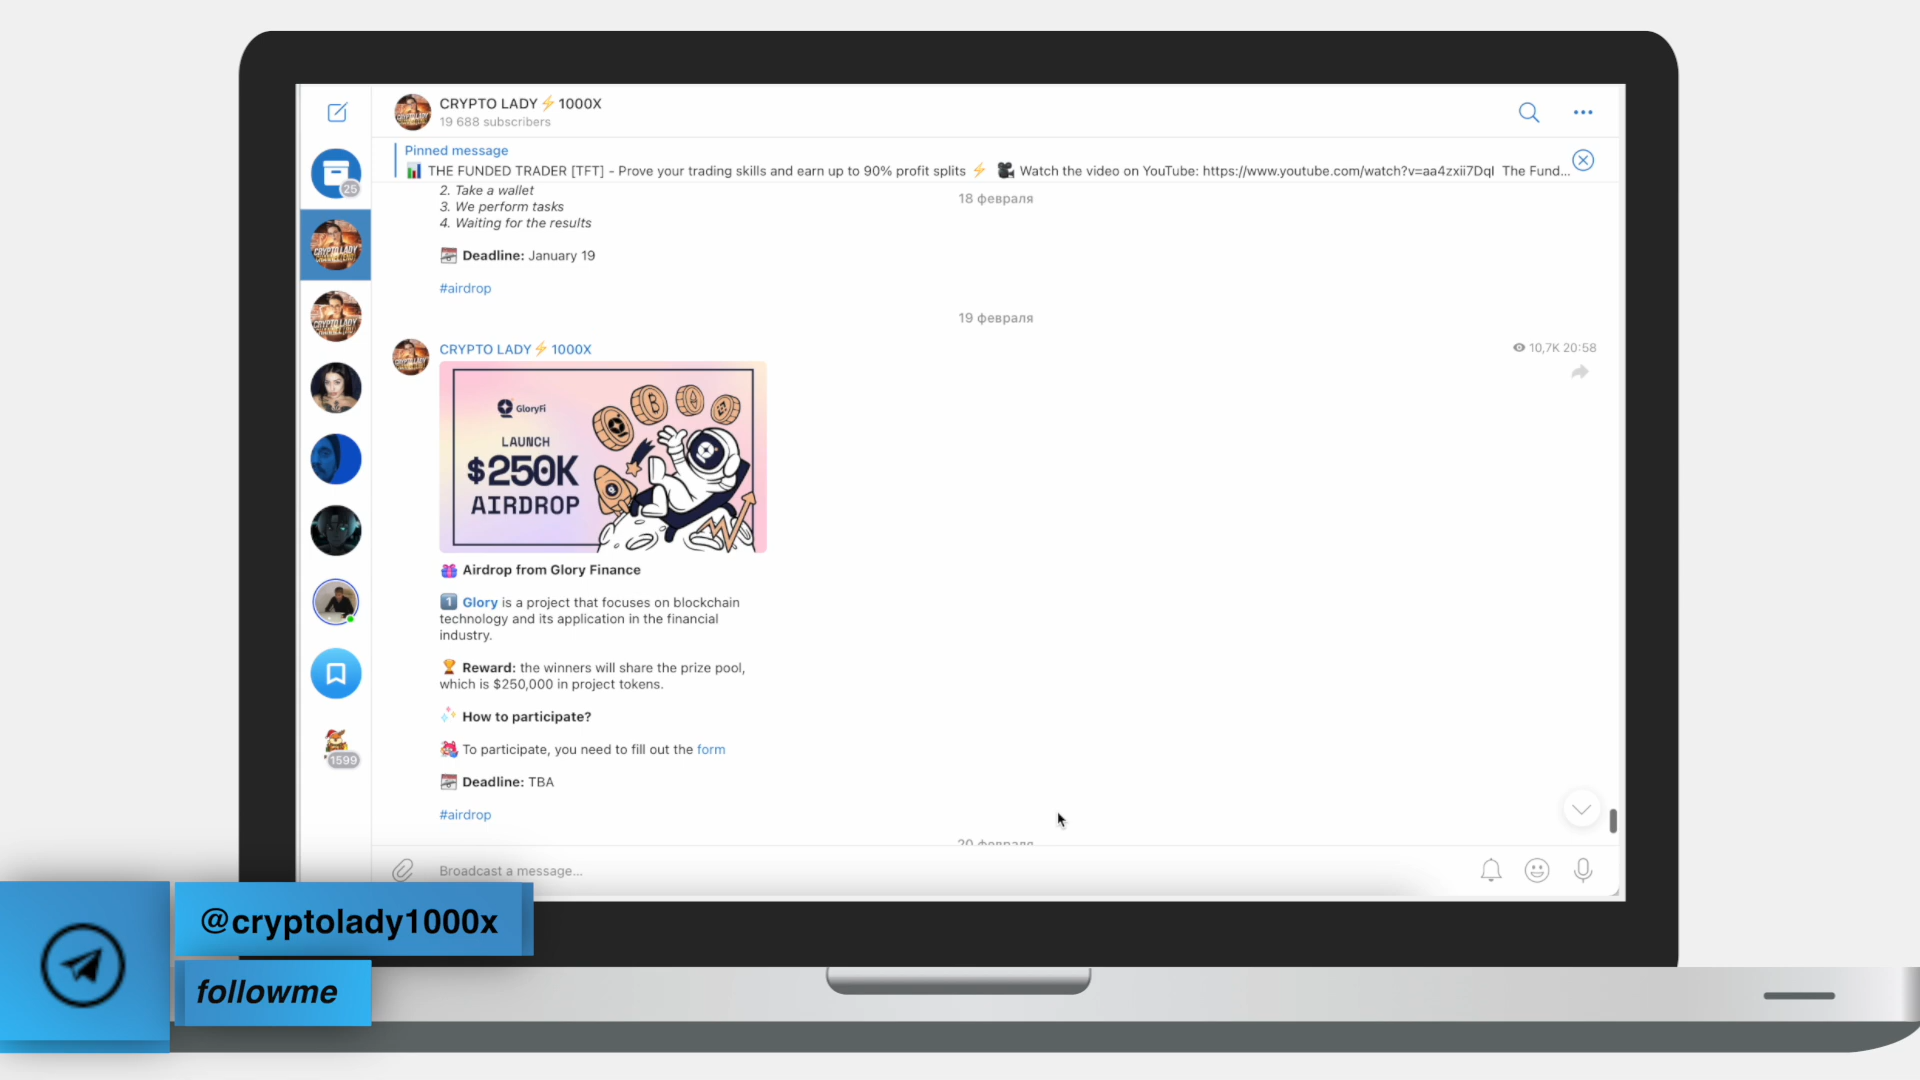 CRYPTO LADY⚡1000X
19 688 subscribers
Pinned message
📊 THE FUNDED TRADER [TFT] - Prove your trading skills and earn up to 90% profit splits ⚡ 🎥 Watch the video on YouTube: https://www.youtube.com/watch?v=aa4zxii7DqI The Fund...
25
2. Take a wallet
18 февраля
3. We perform tasks
4. Waiting for the results
📅 Deadline: January 19
#airdrop
19 февраля
CRYPTO LADY⚡1000X
10,7K 20:58
GloryFi
LAUNCH
$250K
AIRDROP
🎁 Airdrop from Glory Finance
1️⃣ Glory is a project that focuses on blockchain
technology and its application in the financial
industry.
🏆 Reward: the winners will share the prize pool,
which is $250,000 in project tokens.
✨ How to participate?
To participate, you need to fill out the form
📅 Deadline: TBA
#airdrop
20 февраля
1599
Broadcast a message...
@cryptolady1000x
followme